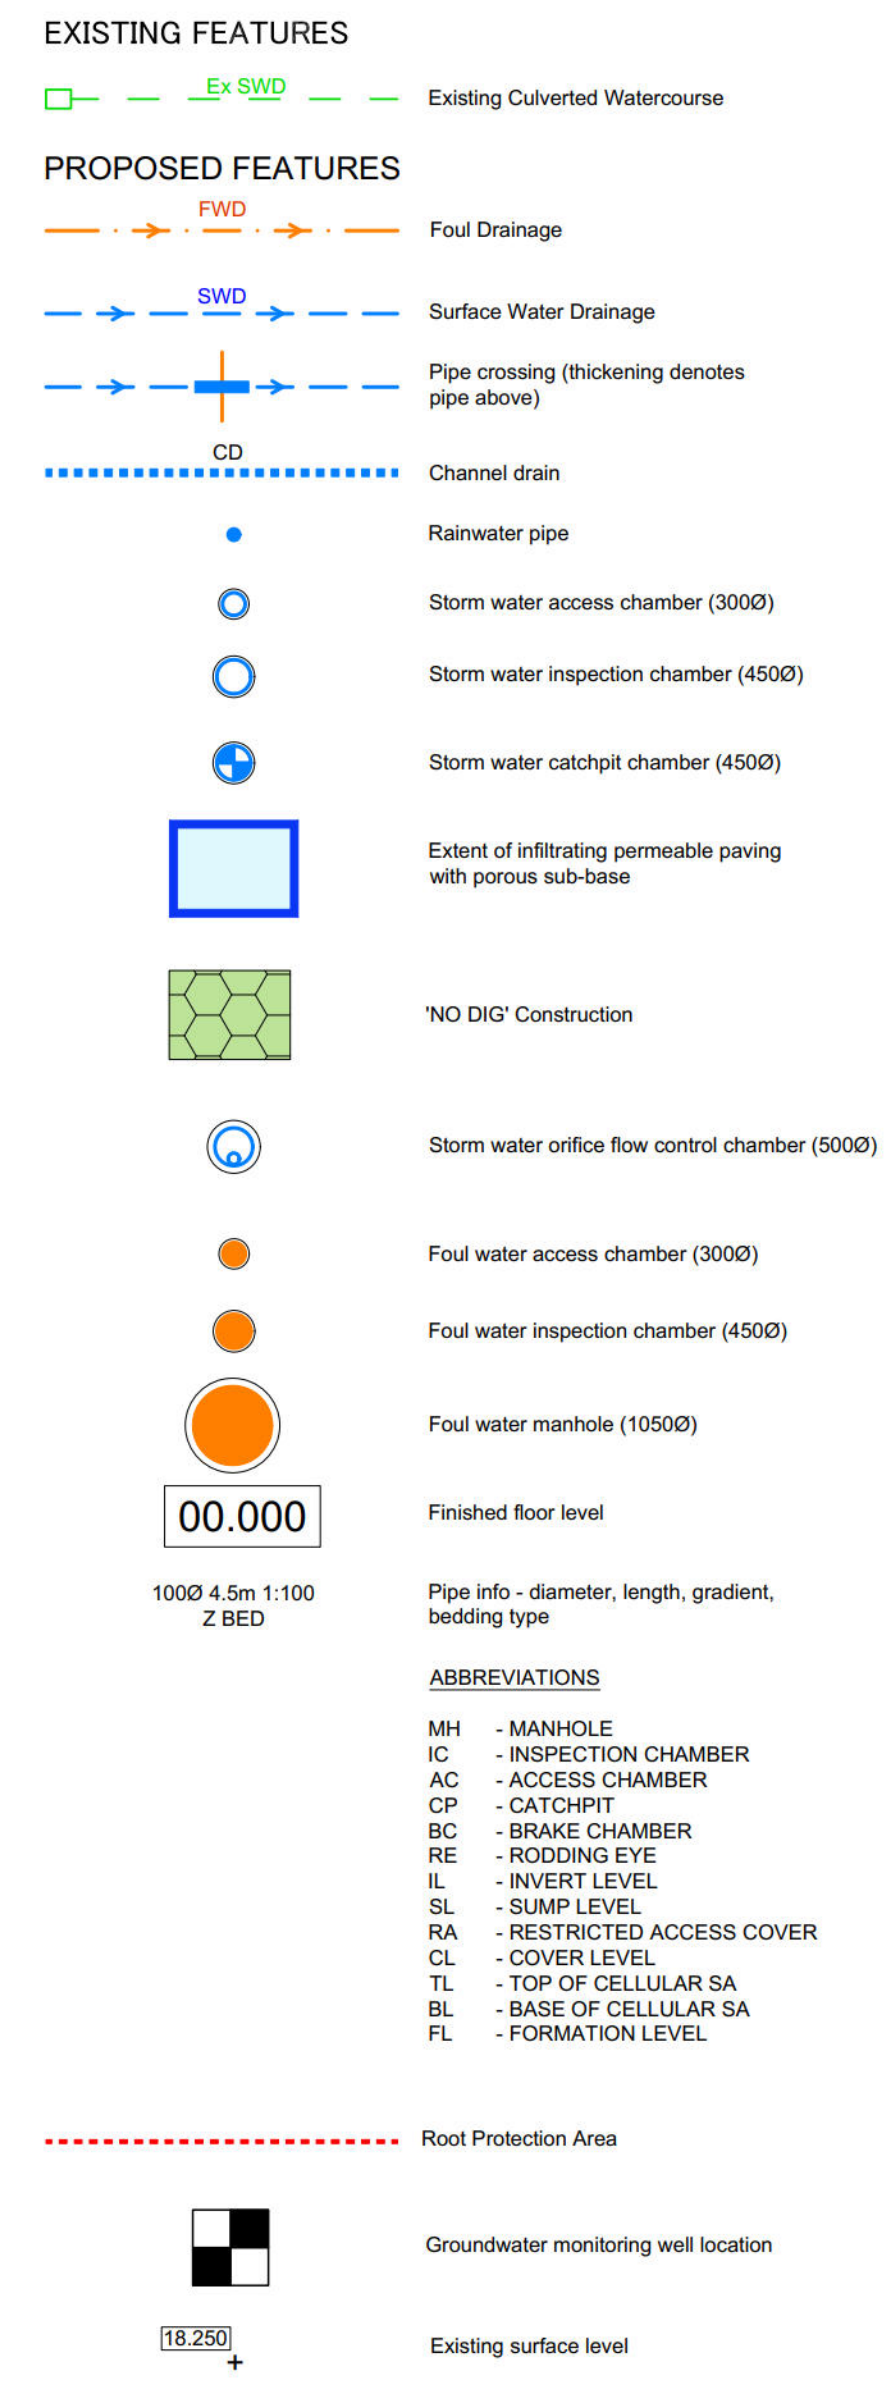 EXISTING FEATURES
Ex SWD
Existing Culverted Watercourse
PROPOSED FEATURES
FWD
Foul Drainage
SWD
Surface Water Drainage
Pipe crossing (thickening denotes
pipe above)
CD
Channel drain
Rainwater pipe
Storm water access chamber (300Ø)
Storm water inspection chamber (450Ø)
Storm water catchpit chamber (450Ø)
Extent of infiltrating permeable paving
with porous sub-base
'NO DIG' Construction
Storm water orifice flow control chamber (500Ø)
Foul water access chamber (300Ø)
Foul water inspection chamber (450Ø)
Foul water manhole (1050Ø)
00.000
Finished floor level
100Ø 4.5m 1:100
Z BED
Pipe info - diameter, length, gradient,
bedding type
ABBREVIATIONS
MH - MANHOLE
IC - INSPECTION CHAMBER
AC - ACCESS CHAMBER
CP - CATCHPIT
BC - BRAKE CHAMBER
RE - RODDING EYE
IL - INVERT LEVEL
SL - SUMP LEVEL
RA - RESTRICTED ACCESS COVER
CL - COVER LEVEL
TL - TOP OF CELLULAR SA
BL - BASE OF CELLULAR SA
FL - FORMATION LEVEL
Root Protection Area
Groundwater monitoring well location
18.250
Existing surface level